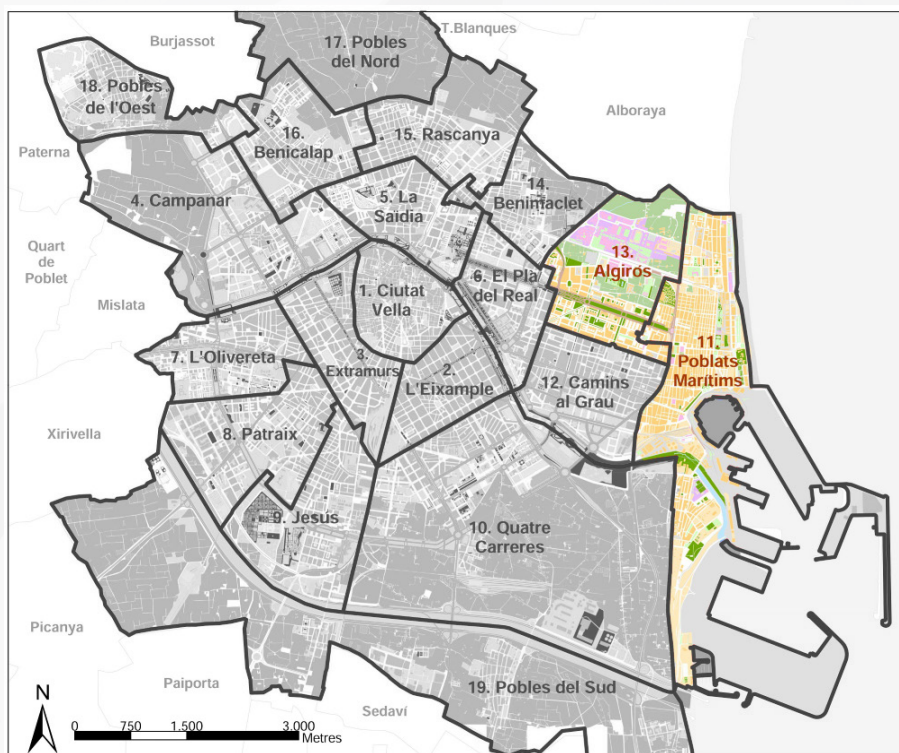 Burjassot
T.Blanques
17. Pobles
del Nord
18. Pobles
de l'Oest
Alboraya
16.
Benicalap
15. Rascanya
Paterna
4. Campanar
5. La
Saïdia
14.
Benimaclet
Quart
de Poblet
13.
Algirós
6. El Pla
del Real
1. Ciutat
Vella
Mislata
7. L'Olivereta
3.
Extramurs
2.
L'Eixample
11.
Poblats
Marítims
12. Camins
al Grau
Xirivella
8. Patraix
9. Jesús
10. Quatre
Carreres
Picanya
Paiporta
19. Pobles del Sud
Sedaví
N
0 750 1.500 3.000
Metres